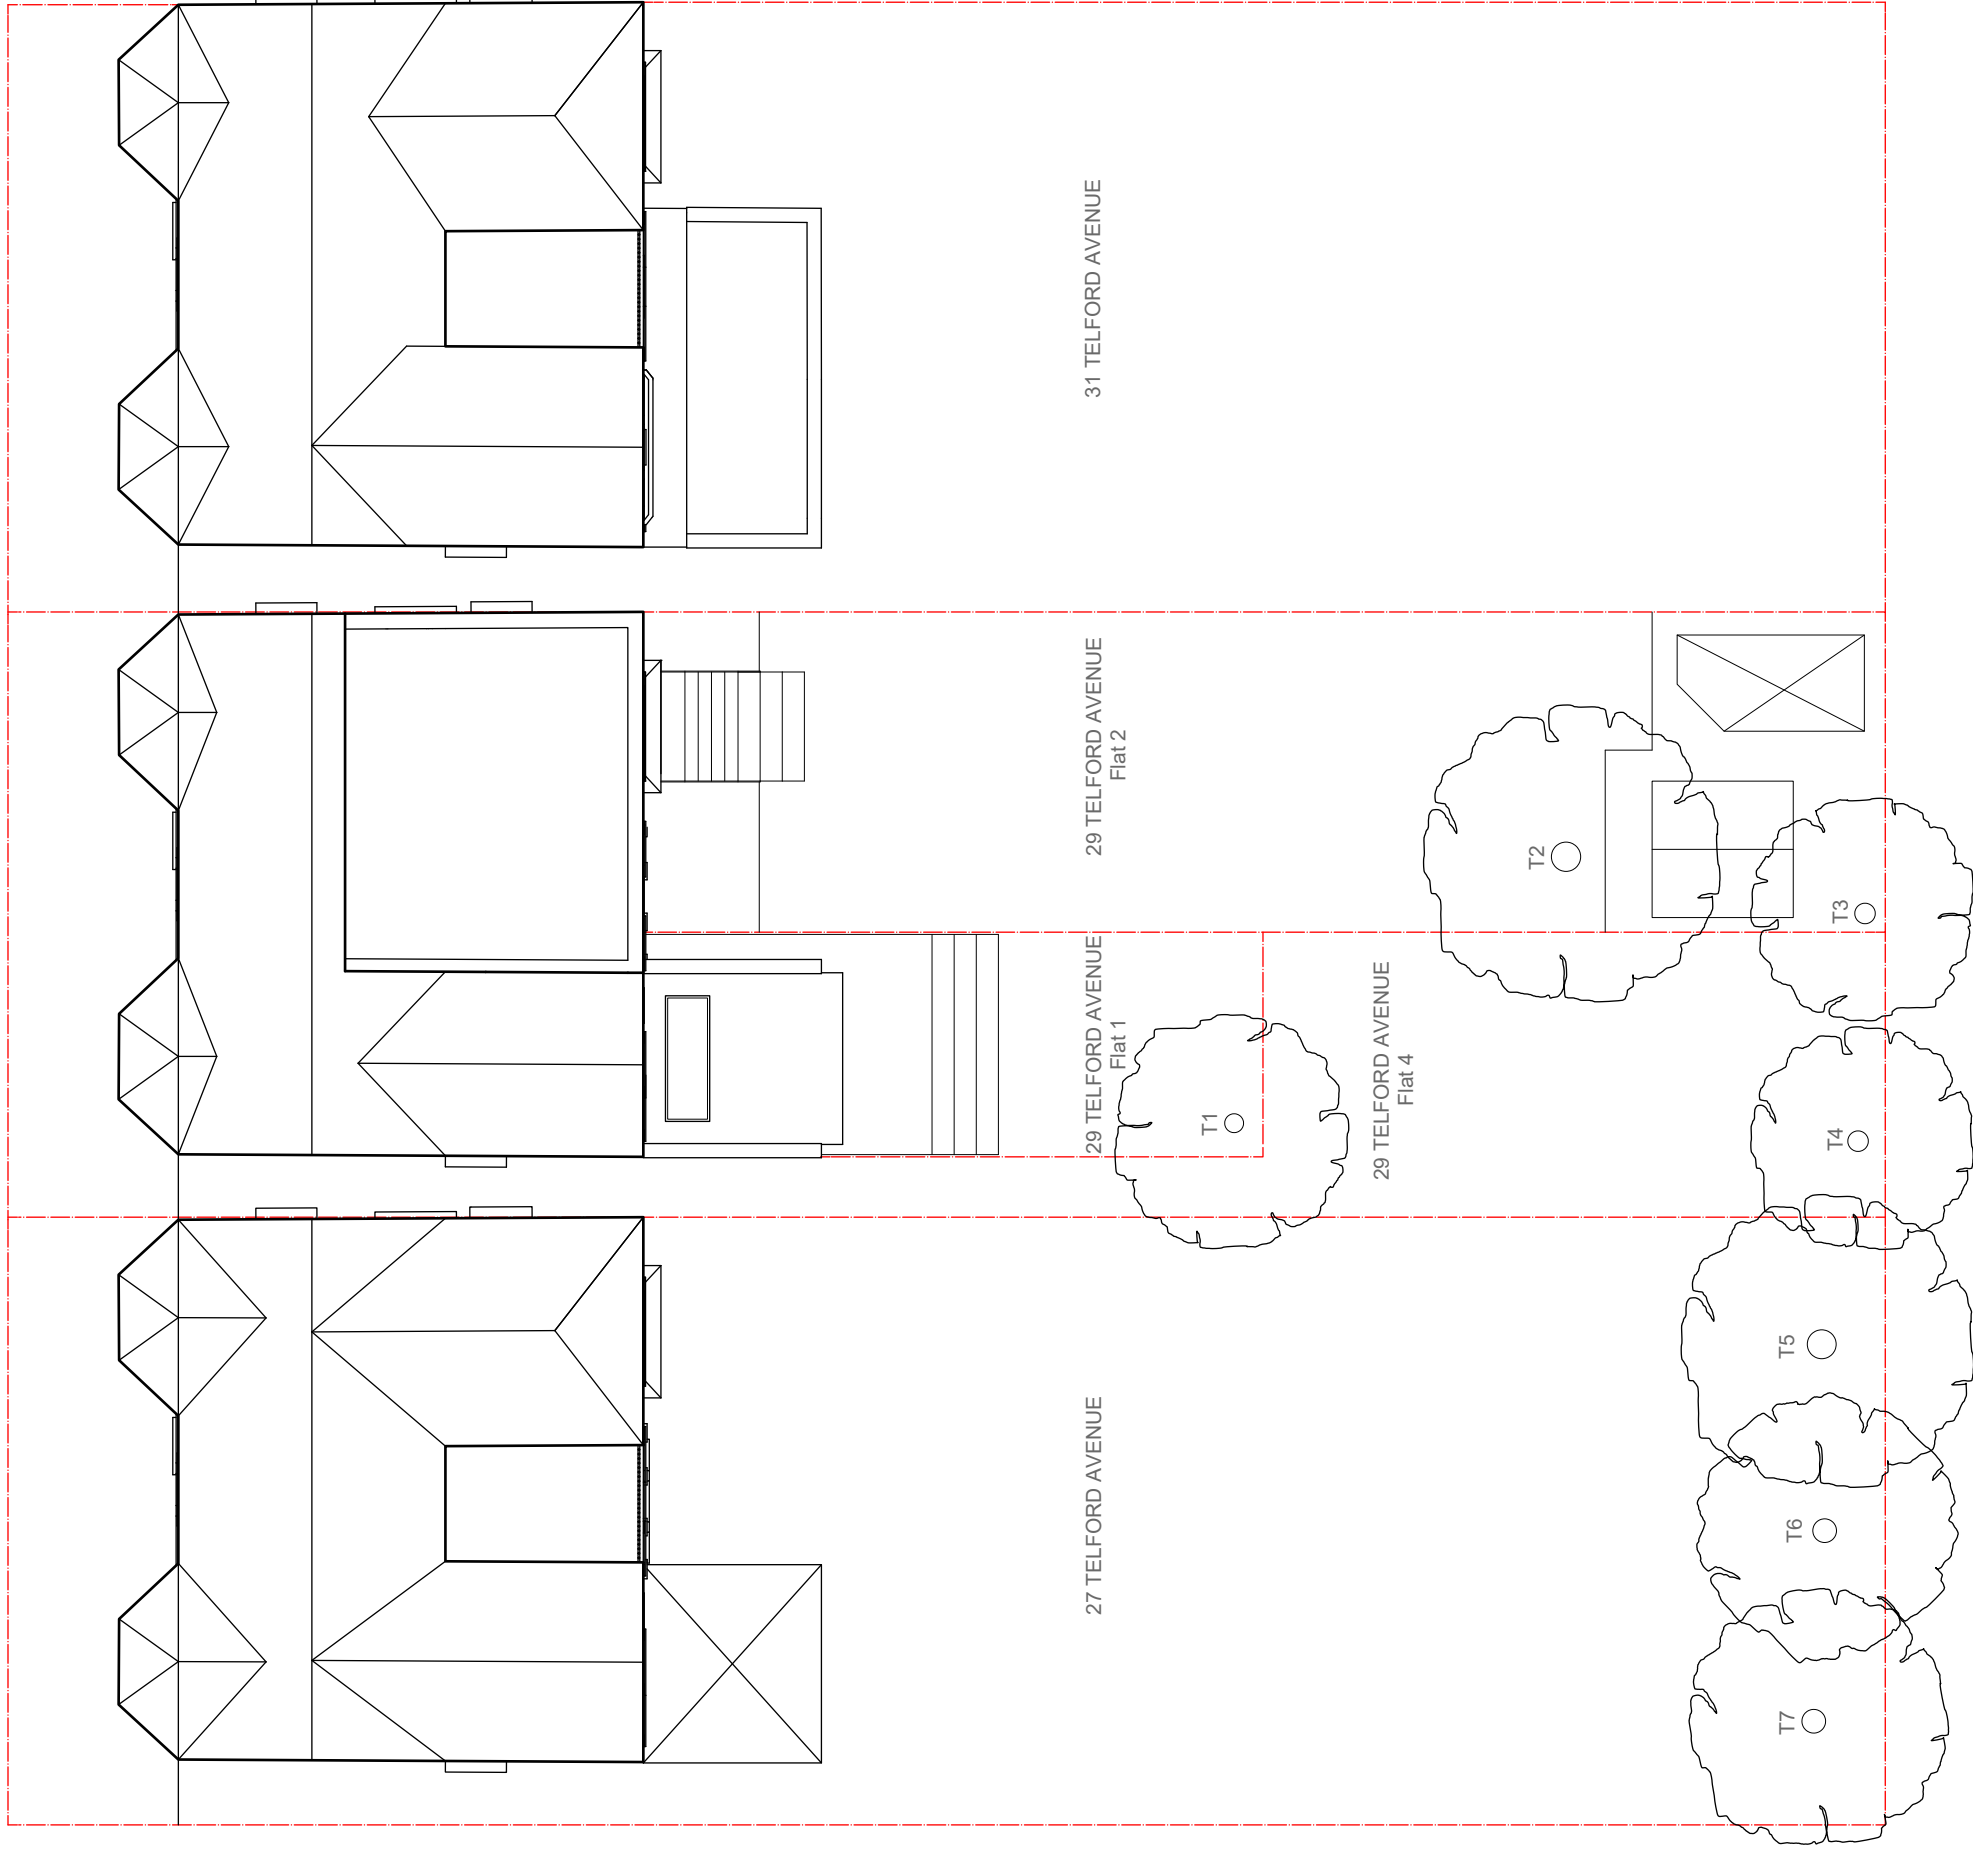 31 TELFORD AVENUE
29 TELFORD AVENUE
Flat 2
T2
T3
29 TELFORD AVENUE
Flat 1
29 TELFORD AVENUE
Flat 4
T1
T4
27 TELFORD AVENUE
T5
T6
T7